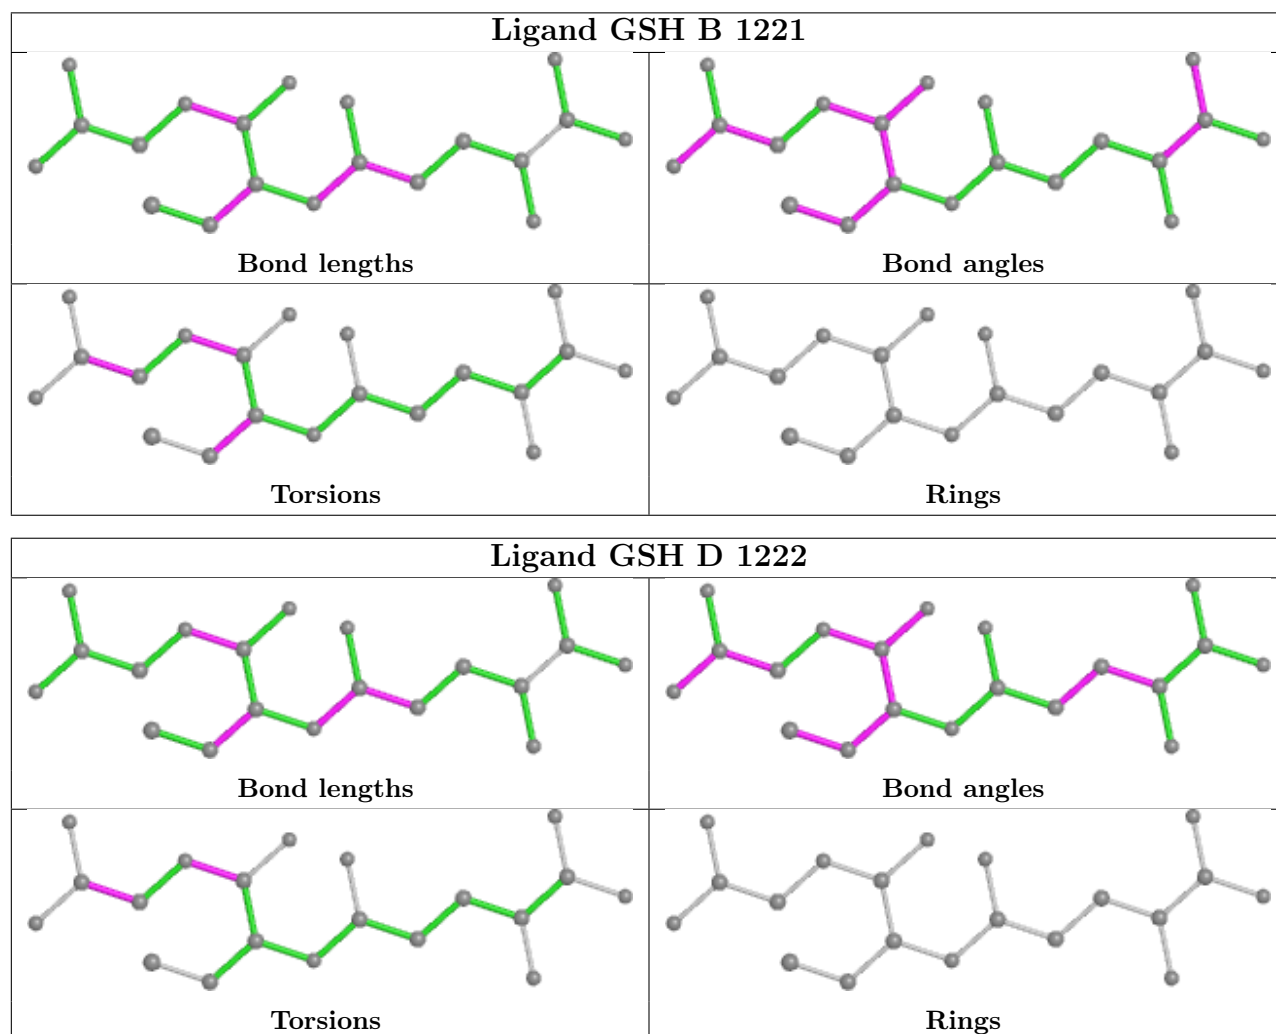 Ligand GSH B 1221
Bond lengths
Bond angles
Torsions
Rings
Ligand GSH D 1222
Bond lengths
Bond angles
Torsions
Rings